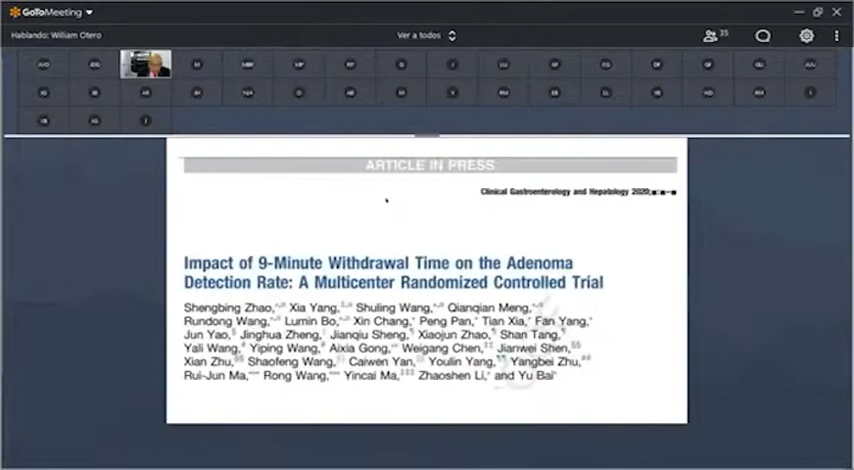 GoToMeeting
Hablando: William Otero
Ver a todos
35
ARTICLE IN PRESS
Clinical Gastroenterology and Hepatology 2020;■:■–■
Impact of 9-Minute Withdrawal Time on the Adenoma
Detection Rate: A Multicenter Randomized Controlled Trial
Shengbing Zhao, Xia Yang, Shuling Wang, Qianqian Meng,
Rundong Wang, Lumin Bo, Xin Chang, Peng Pan, Tian Xia, Fan Yang,
Jun Yao, Jinghua Zheng, Jianqiu Sheng, Xiaojun Zhao, Shan Tang,
Yali Wang, Yiping Wang, Aixia Gong, Weigang Chen, Jianwei Shen,
Xian Zhu, Shaofeng Wang, Caiwen Yan, Youlin Yang, Yangbei Zhu,
Rui-Jun Ma, Rong Wang, Yincai Ma, Zhaoshen Li, and Yu Bai